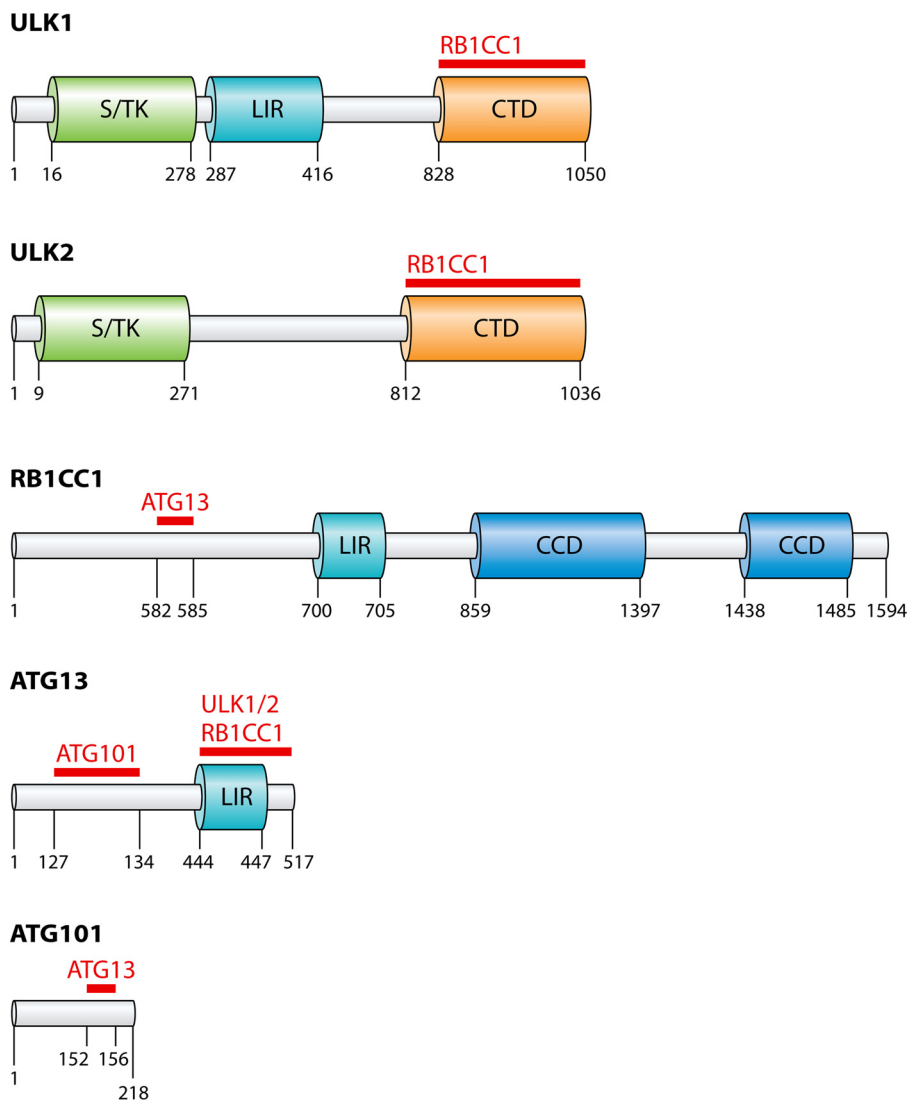 ULK1
RB1CC1
S/TK LIR CTD
1 16 278 287 416 828 1050
ULK2
RB1CC1
S/TK CTD
1 9 271 812 1036
RB1CC1
ATG13
LIR CCD CCD
1 582 585 700 705 859 1397 1438 1485 1594
ATG13
ULK1/2
RB1CC1
ATG101
LIR
1 127 134 444 447 517
ATG101
ATG13
152 156
1
218